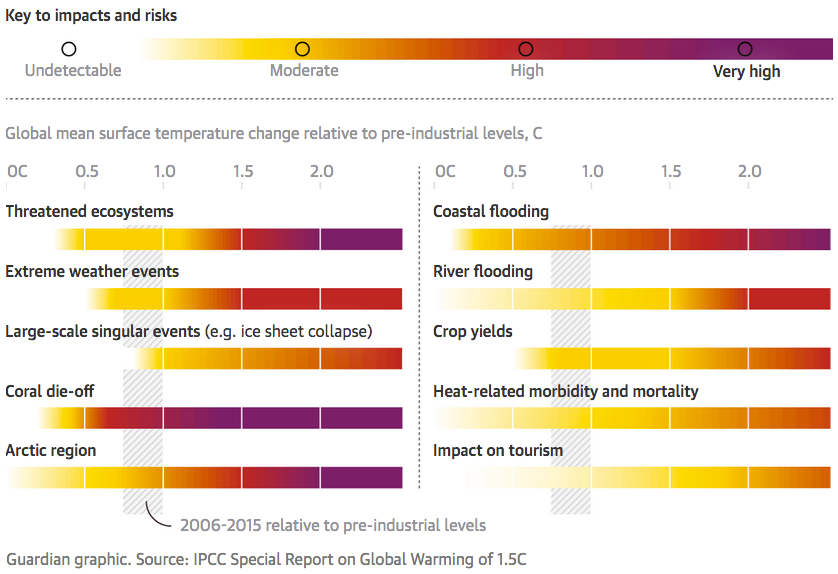 Key to impacts and risks
Undetectable Moderate High Very high
Global mean surface temperature change relative to pre-industrial levels, C
0C 0.5 1.0 1.5 2.0 0C 0.5 1.0 1.5 2.0
Threatened ecosystems
Coastal flooding
Extreme weather events
River flooding
Large-scale singular events (e.g. ice sheet collapse)
Crop yields
Coral die-off
Heat-related morbidity and mortality
Arctic region
Impact on tourism
2006-2015 relative to pre-industrial levels
Guardian graphic. Source: IPCC Special Report on Global Warming of 1.5C